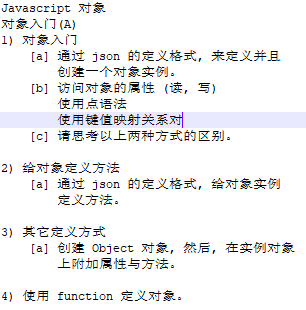 Javascript 对象
对象入门(A)
1) 对象入门
[a] 通过 json 的定义格式, 来定义并且
创建一个对象实例。
[b] 访问对象的属性 (读, 写)
使用点语法
使用键值映射关系对
[c] 请思考以上两种方式的区别。
2) 给对象定义方法
[a] 通过 json 的定义格式, 给对象实例
定义方法。
3) 其它定义方式
[a] 创建 Object 对象, 然后, 在实例对象
上附加属性与方法。
4) 使用 function 定义对象。